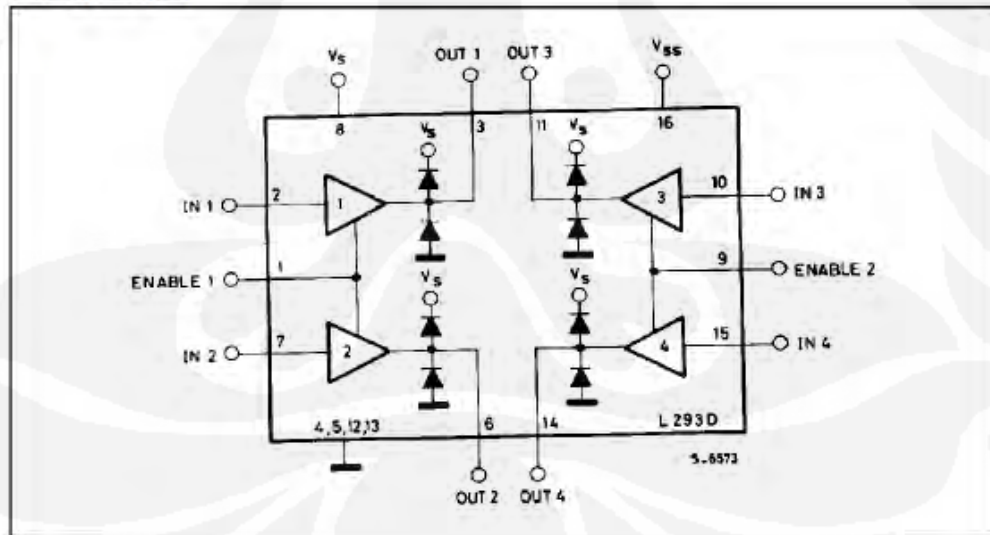 VS OUT 1 OUT 3 VSS
8 3 11 16
VS VS
IN 1 2 1 3 10 IN 3
ENABLE 1 1 9 ENABLE 2
VS VS
IN 2 7 2 4 15 IN 4
4,5,12,13 6 14 L293D
S-6573
OUT 2 OUT 4